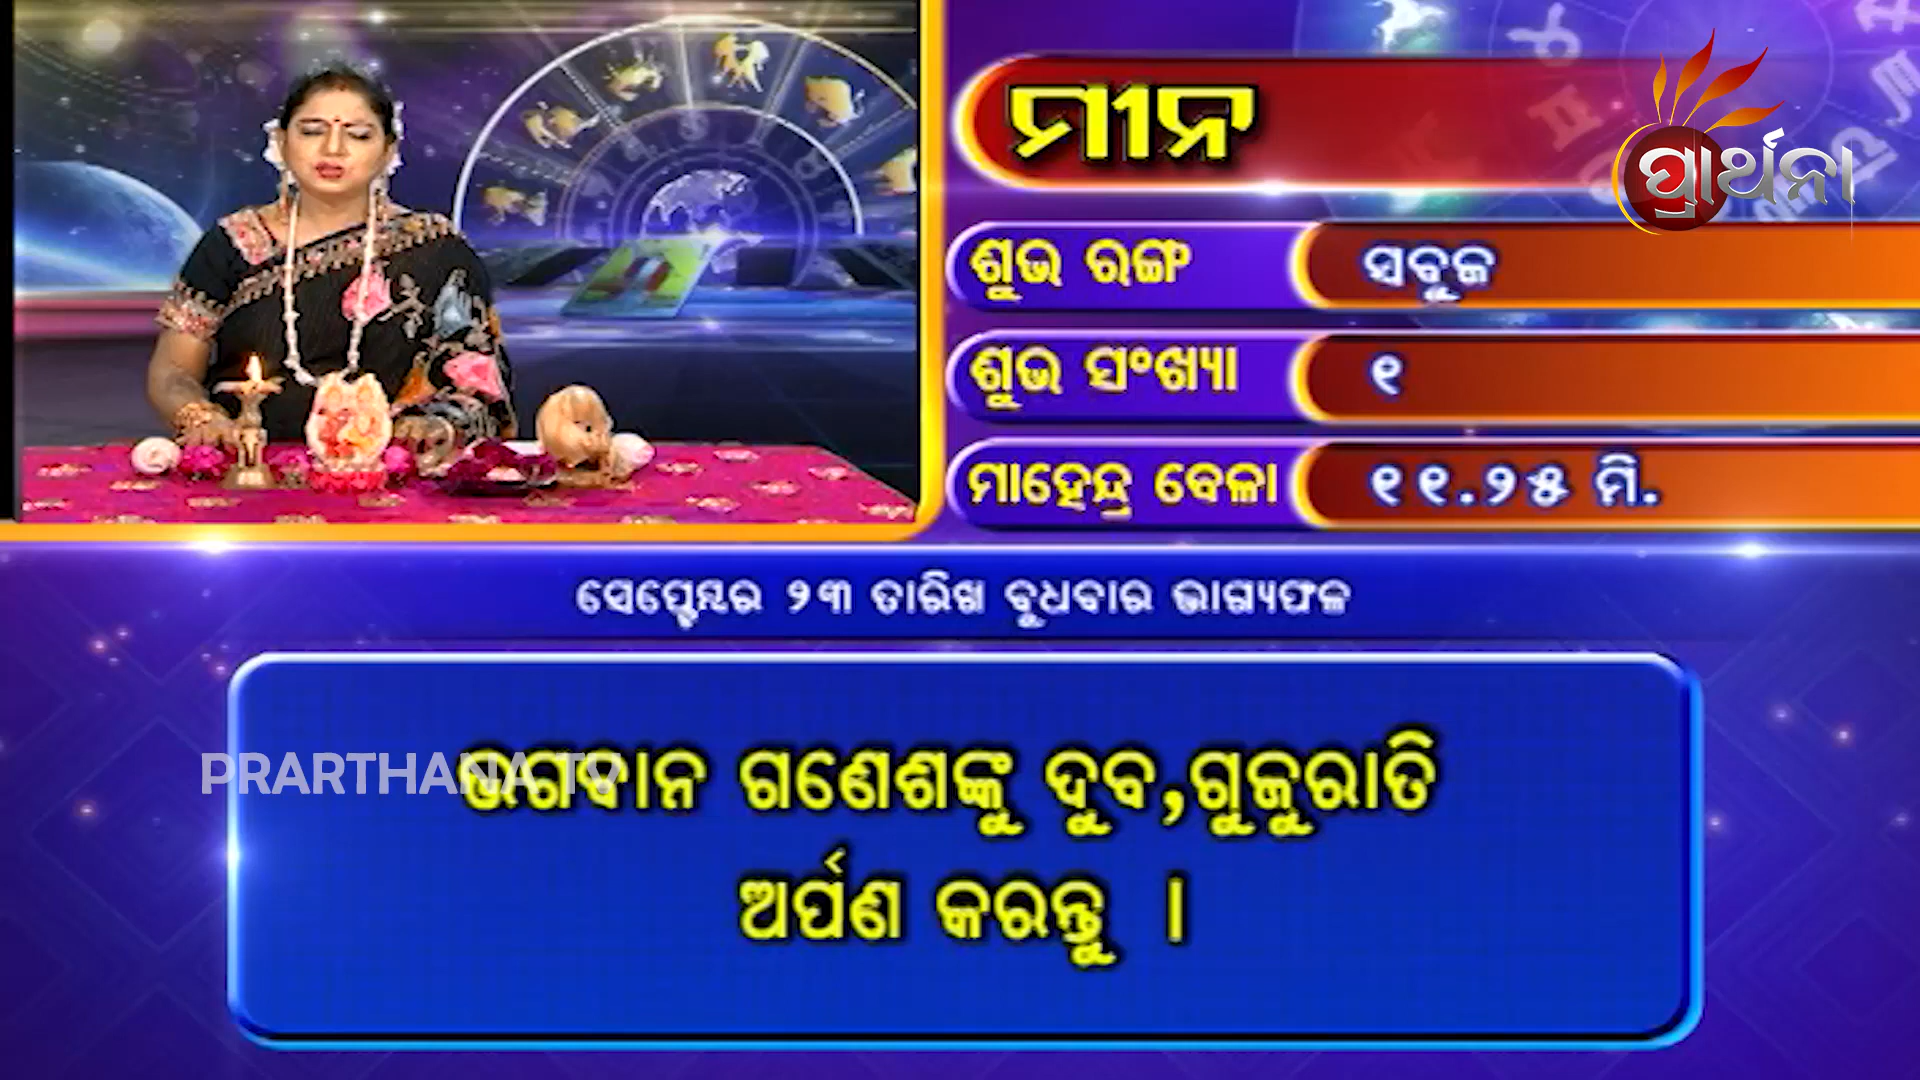 ମୀନ
ପ୍ରାର୍ଥନା
ଶୁଭ ରଙ୍ଗ ସବୁଜ
ଶୁଭ ସଂଖ୍ୟା ୧
ମାହେନ୍ଦ୍ର ବେଳା ୧୧.୨୫ ମି.
ସେପ୍ଟେମ୍ବର ୨୩ ତାରିଖ ବୁଧବାର ଭାଗ୍ୟଫଳ
PRARTHANA TV
ଭଗବାନ ଗଣେଶଙ୍କୁ ଦୁବ,ଗୁଜୁରାତି
ଅର୍ପଣ କରନ୍ତୁ ।